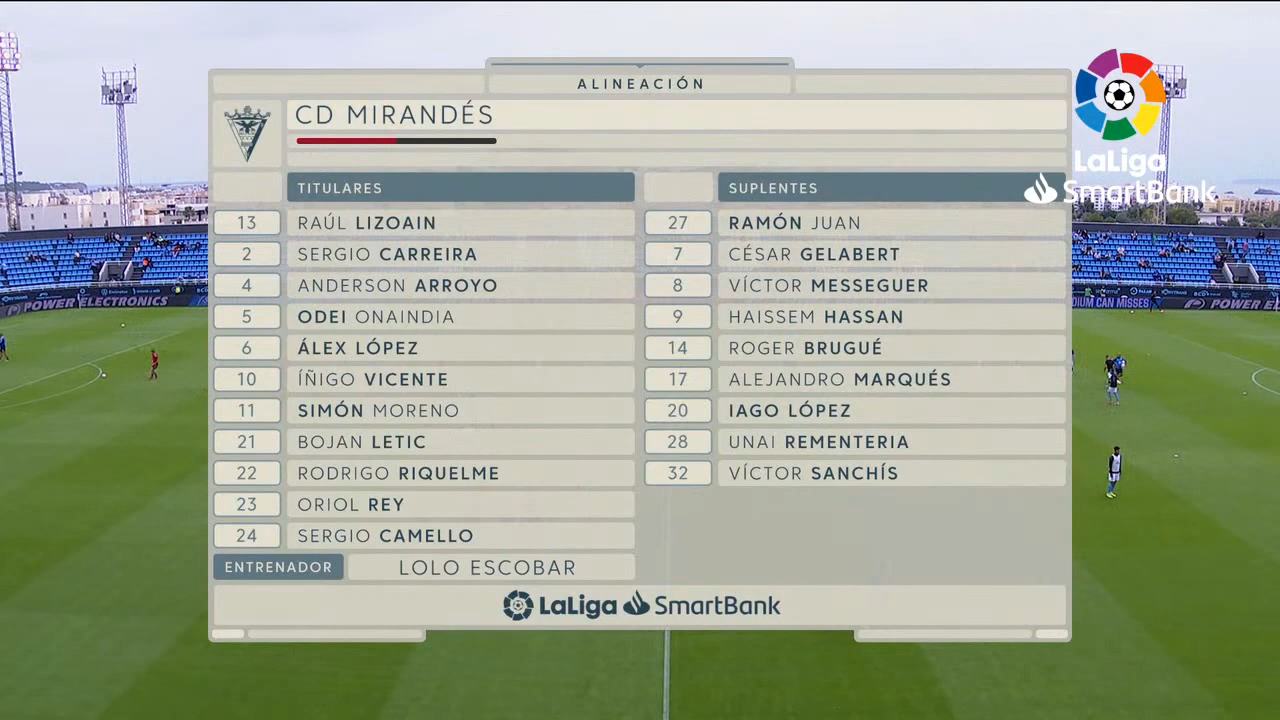 ALINEACIÓN
CD MIRANDÉS
LaLiga
SmartBank
TITULARES
13 RAÚL LIZOAIN
2 SERGIO CARREIRA
4 ANDERSON ARROYO
5 ODEI ONAINDIA
6 ÁLEX LÓPEZ
10 ÍÑIGO VICENTE
11 SIMÓN MORENO
21 BOJAN LETIC
22 RODRIGO RIQUELME
23 ORIOL REY
24 SERGIO CAMELLO
ENTRENADOR LOLO ESCOBAR
SUPLENTES
27 RAMÓN JUAN
7 CÉSAR GELABERT
8 VÍCTOR MESSEGUER
9 HAISSEM HASSAN
14 ROGER BRUGUÉ
17 ALEJANDRO MARQUÉS
20 IAGO LÓPEZ
28 UNAI REMENTERIA
32 VÍCTOR SANCHÍS
LaLiga SmartBank
POWER ELECTRONICS
DIUM CAN MISSES
POWER E